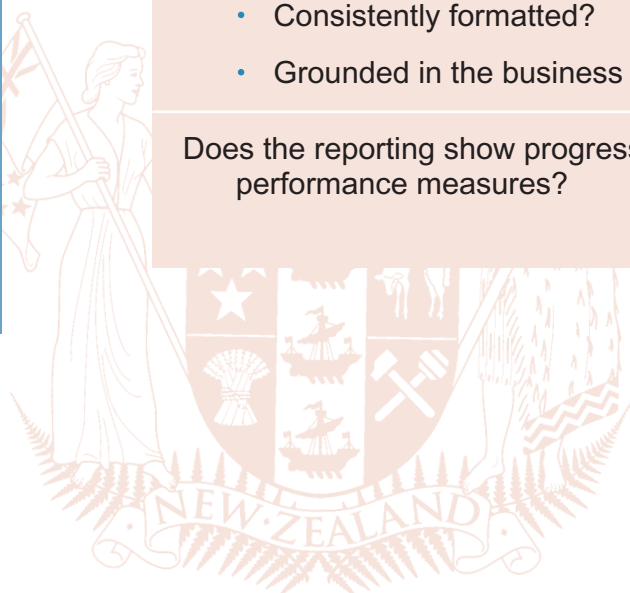 • Consistently formatted?
• Grounded in the business
Does the reporting show progress
performance measures?
NEW·ZEALAND